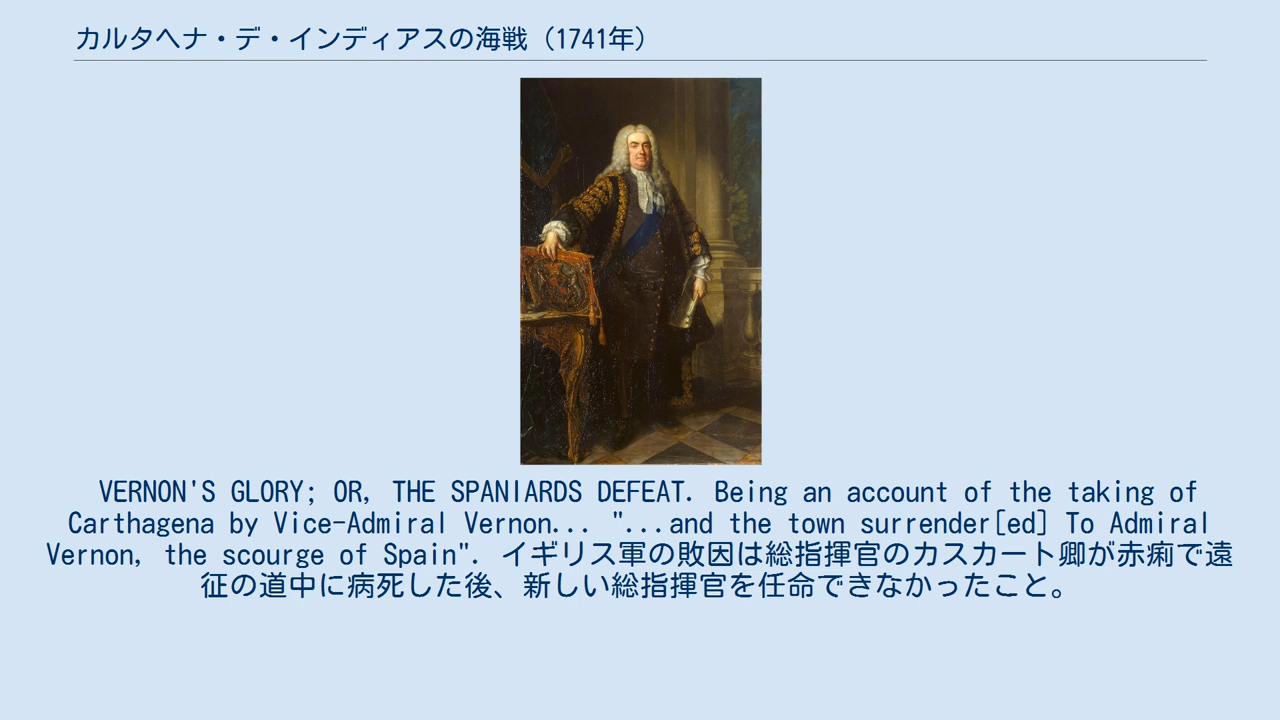 カルタヘナ・デ・インディアスの海戦（1741年）
VERNON'S GLORY; OR, THE SPANIARDS DEFEAT. Being an account of the taking of
Carthagena by Vice-Admiral Vernon... "...and the town surrender[ed] To Admiral
Vernon, the scourge of Spain". イギリス軍の敗因は総指揮官のカスカート卿が赤痢で遠
征の道中に病死した後、新しい総指揮官を任命できなかったこと。